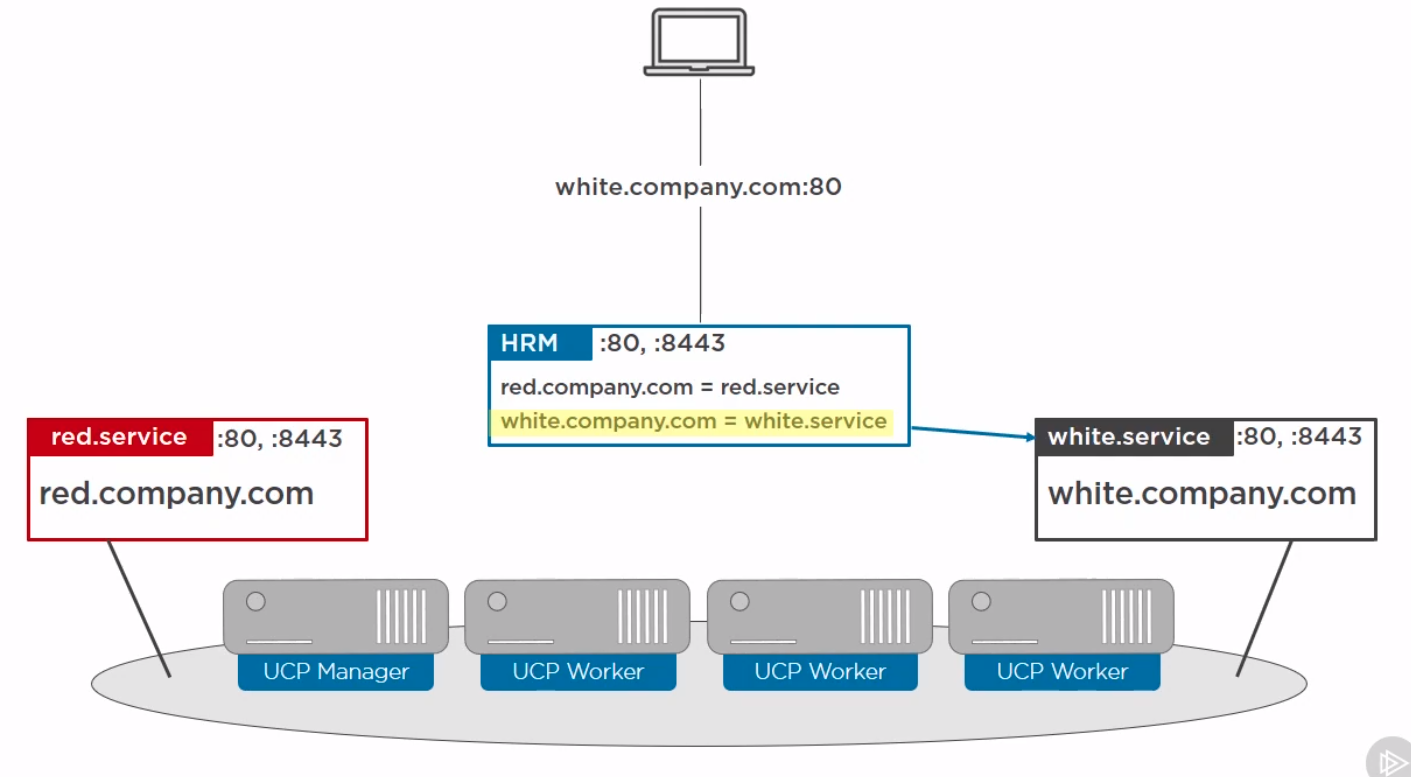 white.company.com:80
HRM :80, :8443
red.company.com = red.service
white.company.com = white.service
red.service :80, :8443
red.company.com
white.service :80, :8443
white.company.com
UCP Manager
UCP Worker
UCP Worker
UCP Worker